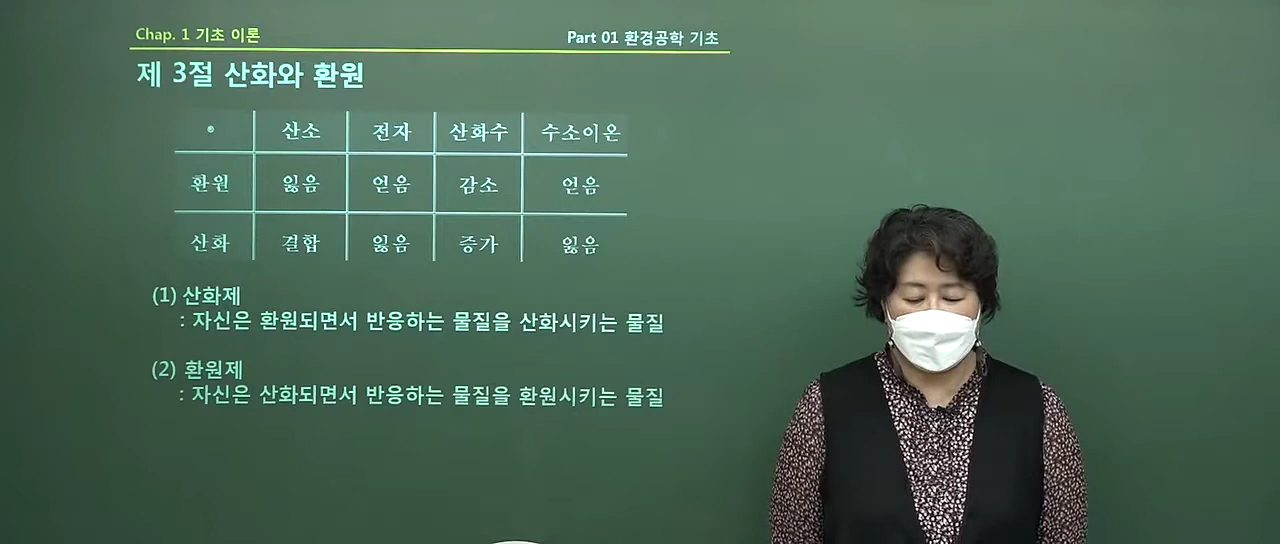 Chap. 1 기초 이론
Part 01 환경공학 기초
제 3절 산화와 환원
산소 전자 산화수 수소이온
환원 잃음 얻음 감소 얻음
산화 결합 잃음 증가 잃음
(1) 산화제
: 자신은 환원되면서 반응하는 물질을 산화시키는 물질
(2) 환원제
: 자신은 산화되면서 반응하는 물질을 환원시키는 물질